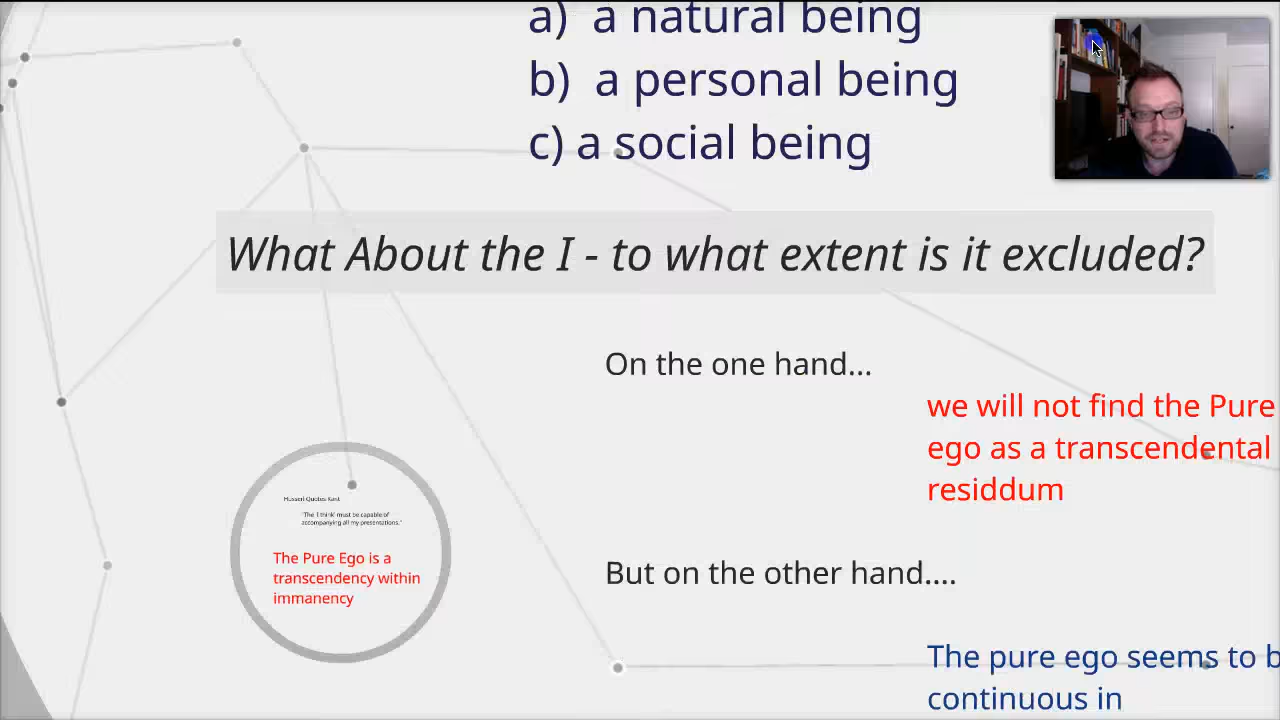 a) a natural being
b) a personal being
c) a social being
What About the I - to what extent is it excluded?
On the one hand...
we will not find the Pure
ego as a transcendental
residdum
Husserl Quotes Kant
"The 'I think' must be capable of
accompanying all my presentations."
The Pure Ego is a
transcendency within
immanency
But on the other hand....
The pure ego seems to b
continuous in